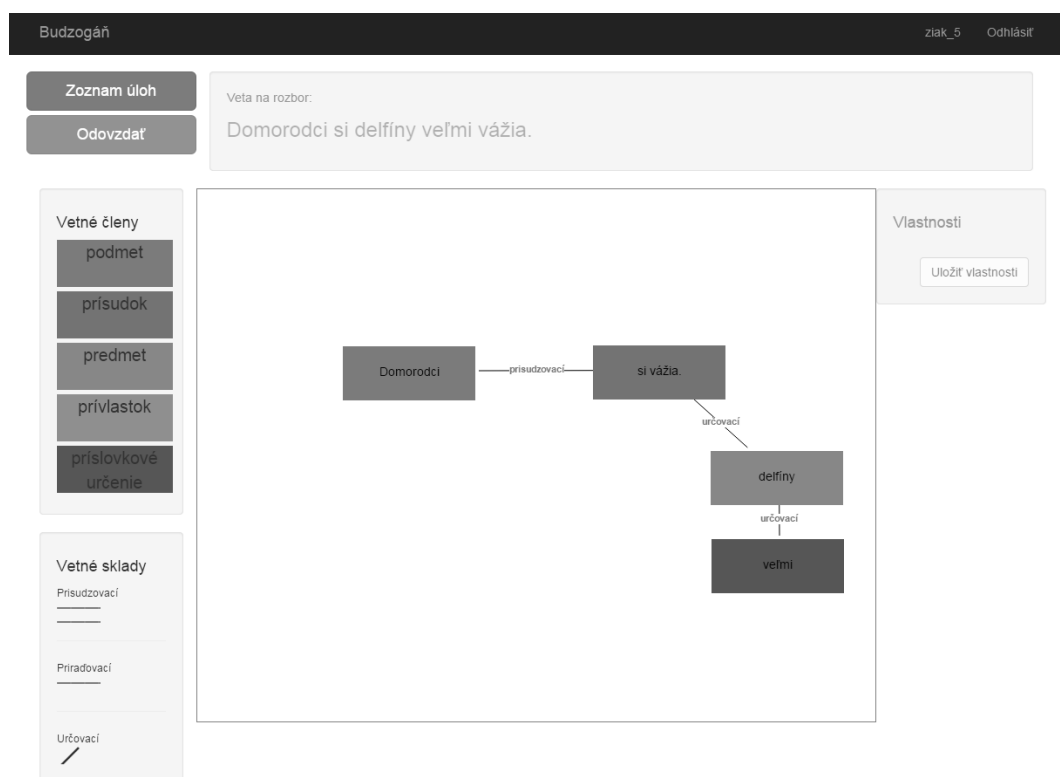 Budzogáň
ziak_5 Odhlásiť
Zoznam úloh
Odovzdať
Veta na rozbor:
Domorodci si delfíny veľmi vážia.
Vetné členy
podmet
prísudok
predmet
prívlastok
príslovkové
určenie
Vetné sklady
Prisudzovací
Priraďovací
Určovací
Domorodci
prisudzovací
si vážia.
určovací
delfíny
určovací
veľmi
Vlastnosti
Uložiť vlastnosti